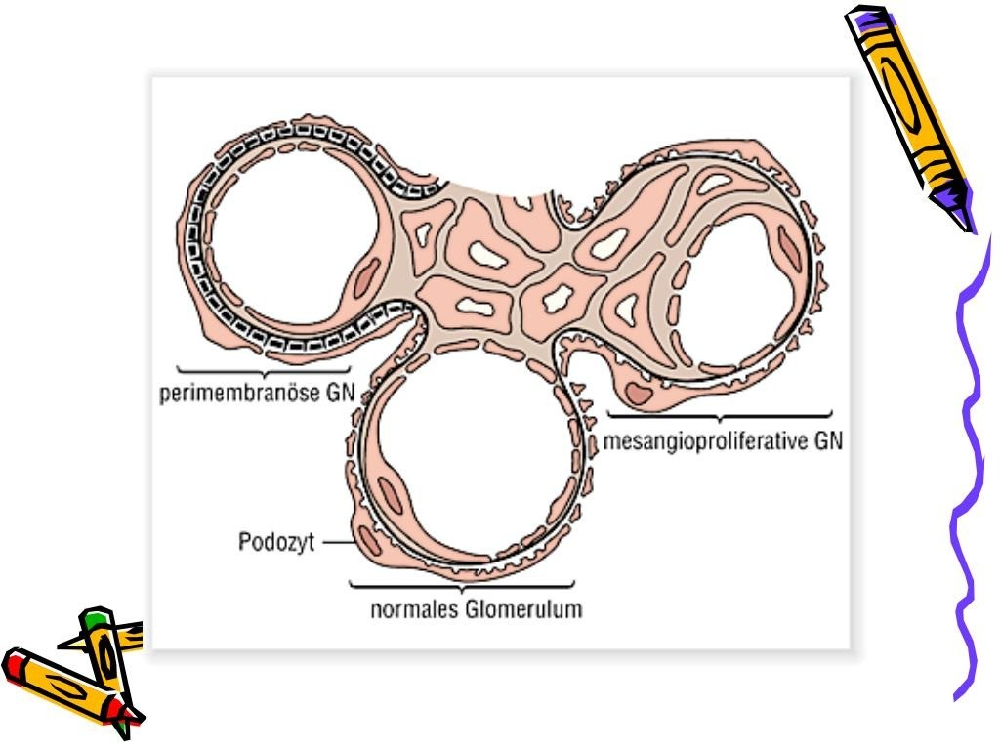 perimembranöse GN
mesangioproliferative GN
Podozyt
normales Glomerulum